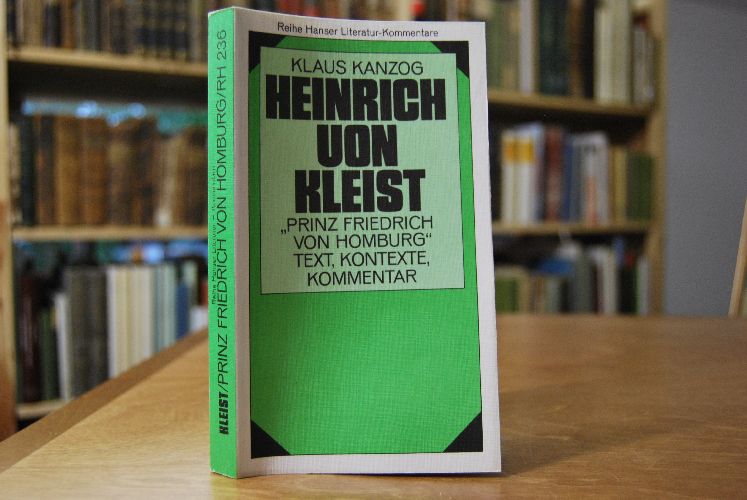 Reihe Hanser Literatur-Kommentare
KLAUS KANZOG
HEINRICH
VON
KLEIST
„PRINZ FRIEDRICH
VON HOMBURG“
TEXT, KONTEXTE,
KOMMENTAR
KLEIST/PRINZ FRIEDRICH VON HOMBURG/RH 236